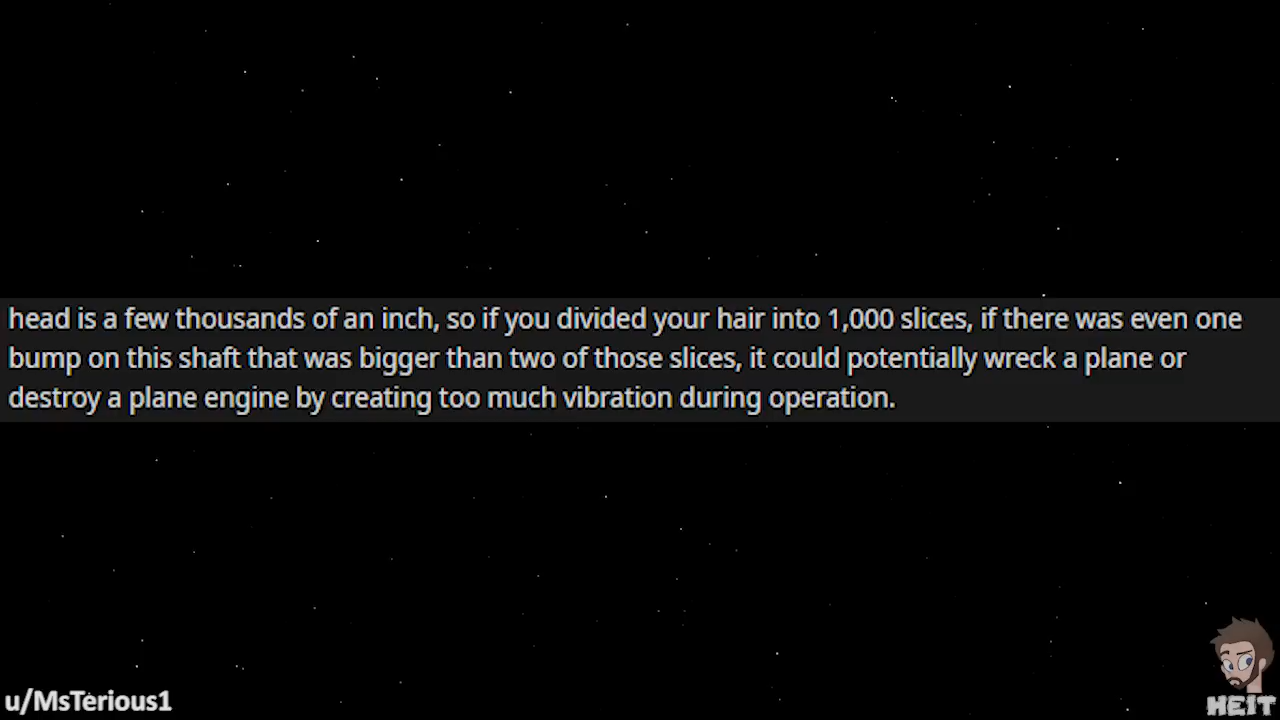 head is a few thousands of an inch, so if you divided your hair into 1,000 slices, if there was even one
bump on this shaft that was bigger than two of those slices, it could potentially wreck a plane or
destroy a plane engine by creating too much vibration during operation.
u/MsTerious1
HEIT